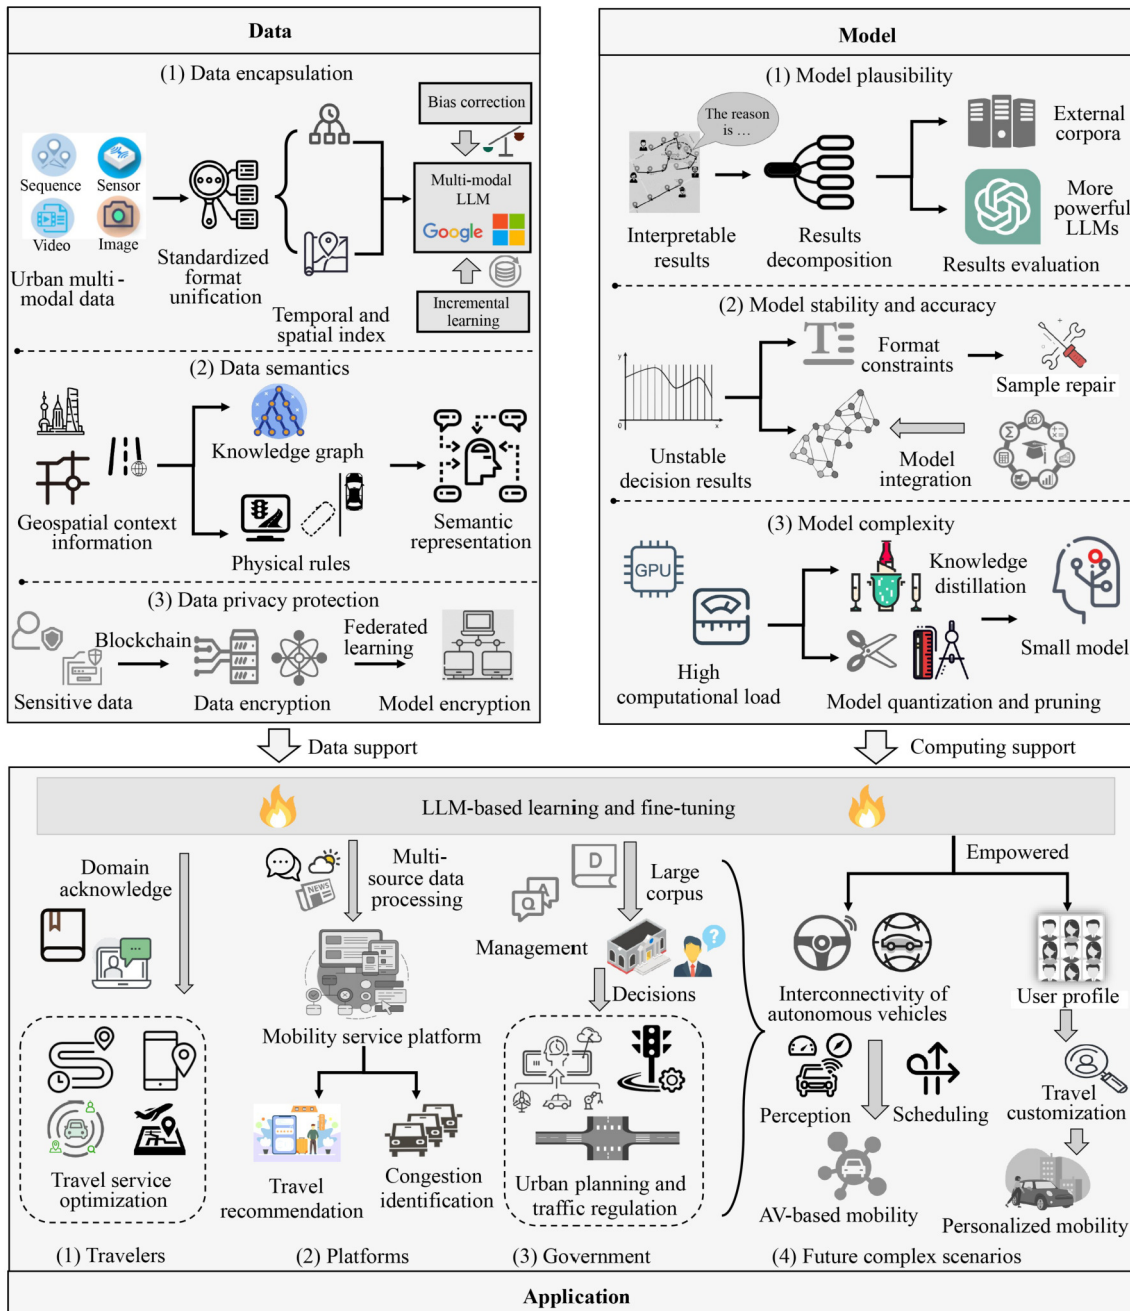 Data
(1) Data encapsulation
Sequence
Sensor
Video
Image
Urban multi-
modal data
Standardized
format
unification
Temporal and
spatial index
Bias correction
Multi-modal
LLM
Google
Incremental
learning
(2) Data semantics
Geospatial context
information
Knowledge graph
Physical rules
Semantic
representation
(3) Data privacy protection
Sensitive data
Blockchain
Data encryption
Federated
learning
Model encryption
Data support
Model
(1) Model plausibility
The reason
is ...
Interpretable
results
Results
decomposition
External
corpora
More
powerful
LLMs
Results evaluation
(2) Model stability and accuracy
y
0
x
Unstable
decision results
T
Format
constraints
Sample repair
Model
integration
(3) Model complexity
GPU
High
computational load
Knowledge
distillation
Model quantization and pruning
Small model
Computing support
LLM-based learning and fine-tuning
Domain
acknowledge
Travel service
optimization
(1) Travelers
NEWS
Multi-
source data
processing
Mobility service platform
Travel
recommendation
Congestion
identification
(2) Platforms
Q
A
D
Large
corpus
Management
?
Decisions
Urban planning and
traffic regulation
(3) Government
Empowered
Interconnectivity of
autonomous vehicles
Perception
Scheduling
AV-based mobility
User profile
Travel
customization
Personalized mobility
(4) Future complex scenarios
Application